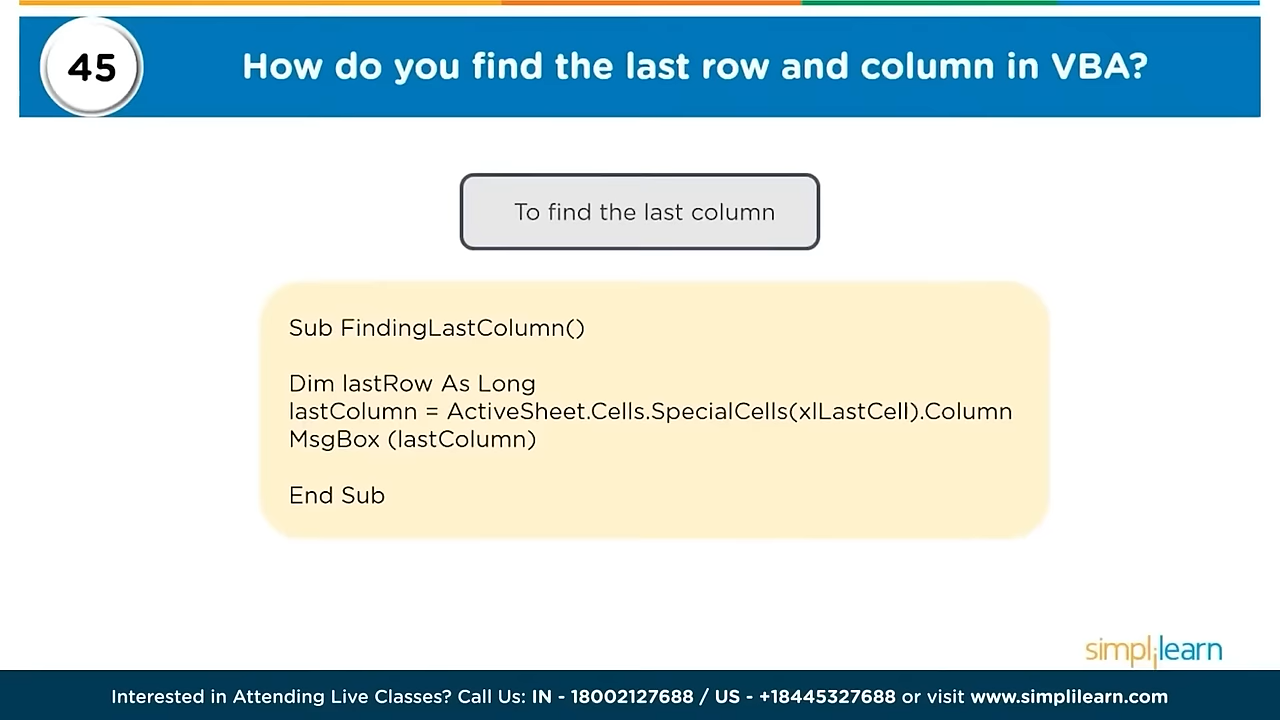 45
How do you find the last row and column in VBA?
To find the last column
Sub FindingLastColumn()
Dim lastRow As Long
lastColumn = ActiveSheet.Cells.SpecialCells(xlLastCell).Column
MsgBox (lastColumn)
End Sub
simplilearn
Interested in Attending Live Classes? Call Us: IN - 18002127688 / US - +18445327688 or visit www.simplilearn.com